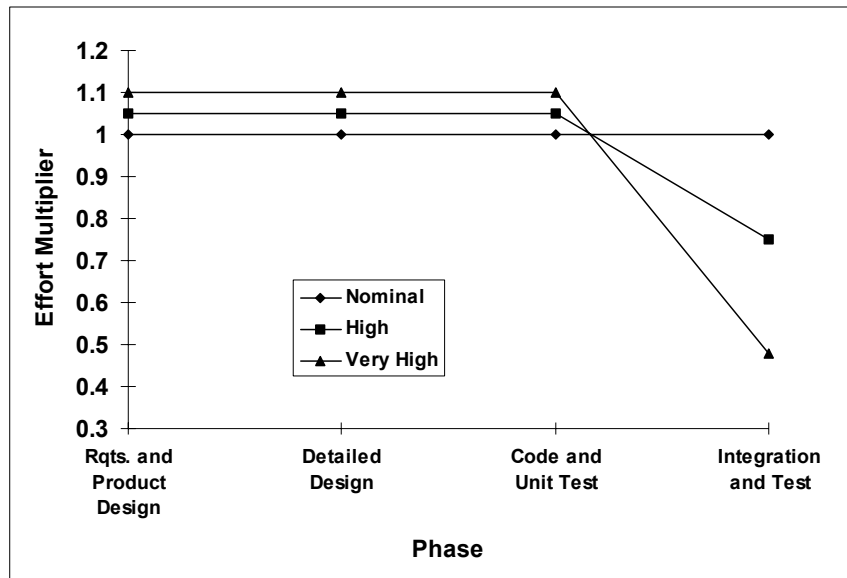 1.2
1.1
1
0.9
0.8
0.7
0.6
0.5
0.4
0.3
Effort Multiplier
Nominal
High
Very High
Rqts. and
Product
Design
Detailed
Design
Code and
Unit Test
Integration
and Test
Phase